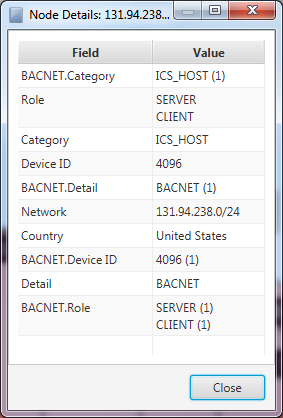 Node Details: 131.94.238...
Field Value
BACNET.Category ICS_HOST (1)
Role SERVER
CLIENT
Category ICS_HOST
Device ID 4096
BACNET.Detail BACNET (1)
Network 131.94.238.0/24
Country United States
BACNET.Device ID 4096 (1)
Detail BACNET
BACNET.Role SERVER (1)
CLIENT (1)
Close